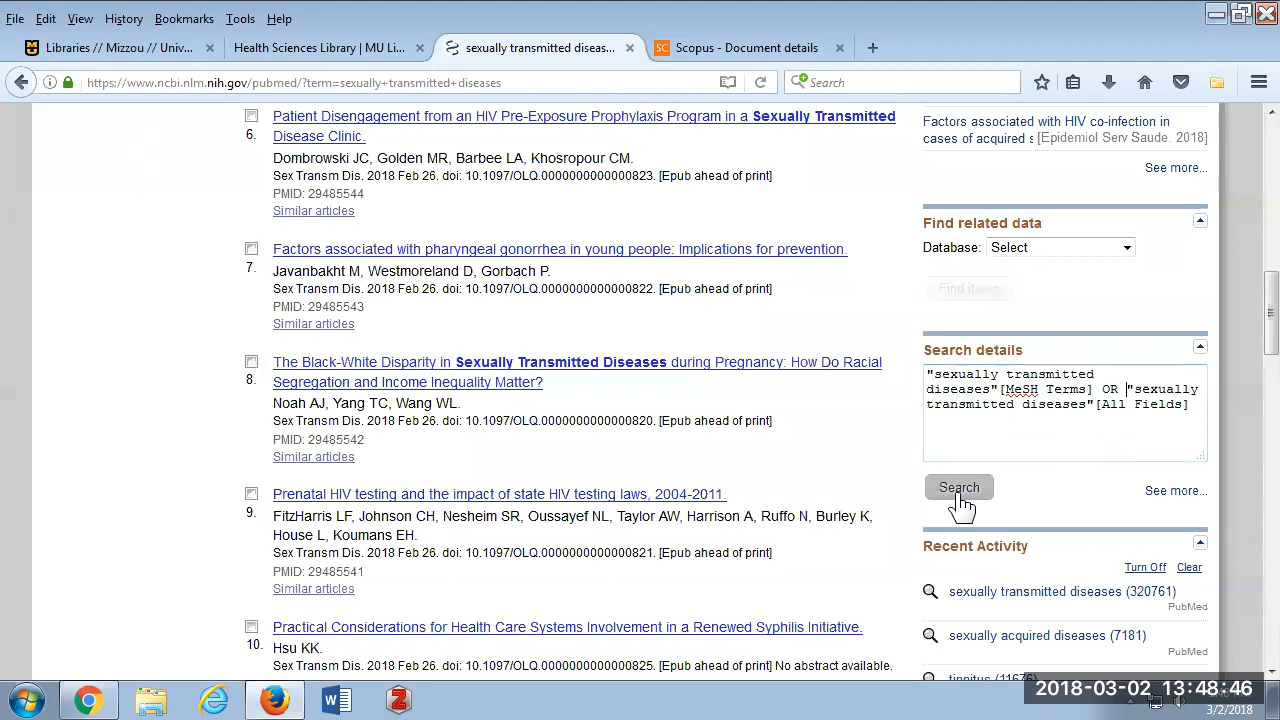 File Edit View History Bookmarks Tools Help
Libraries // Mizzou // Univ... × Health Sciences Library | MU Li... × sexually transmitted diseas... × SC Scopus - Document details × +
https://www.ncbi.nlm.nih.gov/pubmed/?term=sexually+transmitted+diseases Search
Patient Disengagement from an HIV Pre-Exposure Prophylaxis Program in a Sexually Transmitted
6. Disease Clinic.
Dombrowski JC, Golden MR, Barbee LA, Khosropour CM.
Sex Transm Dis. 2018 Feb 26. doi: 10.1097/OLQ.0000000000000823. [Epub ahead of print]
PMID: 29485544
Similar articles
Factors associated with pharyngeal gonorrhea in young people: Implications for prevention.
7. Javanbakht M, Westmoreland D, Gorbach P.
Sex Transm Dis. 2018 Feb 26. doi: 10.1097/OLQ.0000000000000822. [Epub ahead of print]
PMID: 29485543
Similar articles
The Black-White Disparity in Sexually Transmitted Diseases during Pregnancy: How Do Racial
8. Segregation and Income Inequality Matter?
Noah AJ, Yang TC, Wang WL.
Sex Transm Dis. 2018 Feb 26. doi: 10.1097/OLQ.0000000000000820. [Epub ahead of print]
PMID: 29485542
Similar articles
Prenatal HIV testing and the impact of state HIV testing laws, 2004-2011.
9. FitzHarris LF, Johnson CH, Nesheim SR, Oussayef NL, Taylor AW, Harrison A, Ruffo N, Burley K,
House L, Koumans EH.
Sex Transm Dis. 2018 Feb 26. doi: 10.1097/OLQ.0000000000000821. [Epub ahead of print]
PMID: 29485541
Similar articles
Practical Considerations for Health Care Systems Involvement in a Renewed Syphilis Initiative.
10. Hsu KK.
Sex Transm Dis. 2018 Feb 26. doi: 10.1097/OLQ.0000000000000825. [Epub ahead of print] No abstract available.
Factors associated with HIV co-infection in
cases of acquired s [Epidemiol Serv Saude. 2018]
See more...
Find related data
Database: Select
Find items
Search details
"sexually transmitted
diseases"[MeSH Terms] OR "sexually
transmitted diseases"[All Fields]
Search See more...
Recent Activity
Turn Off Clear
sexually transmitted diseases (320761)
PubMed
sexually acquired diseases (7181)
PubMed
tinnitus (11676)
2018-03-02 13:48:46
3/2/2018